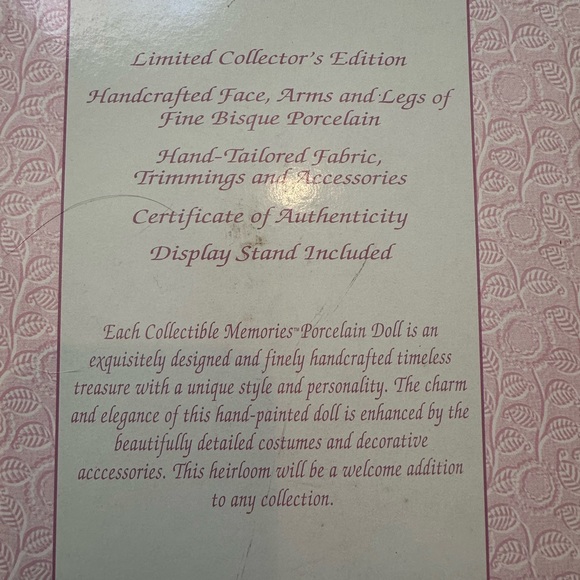 Limited Collector's Edition
Handcrafted Face, Arms and Legs of
Fine Bisque Porcelain
Hand-Tailored Fabric,
Trimmings and Accessories
Certificate of Authenticity
Display Stand Included
Each Collectible Memories™ Porcelain Doll is an
exquisitely designed and finely handcrafted timeless
treasure with a unique style and personality. The charm
and elegance of this hand-painted doll is enhanced by the
beautifully detailed costumes and decorative
acccessories. This heirloom will be a welcome addition
to any collection.